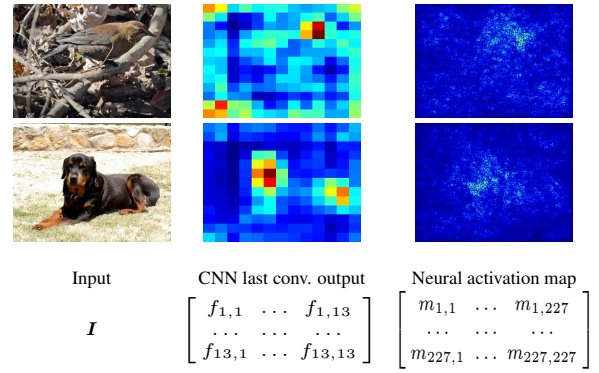 Input CNN last conv. output Neural activation map
I
f1,1 ... f1,13
... ... ...
f13,1 ... f13,13
m1,1 ... m1,227
... ... ...
m227,1 ... m227,227